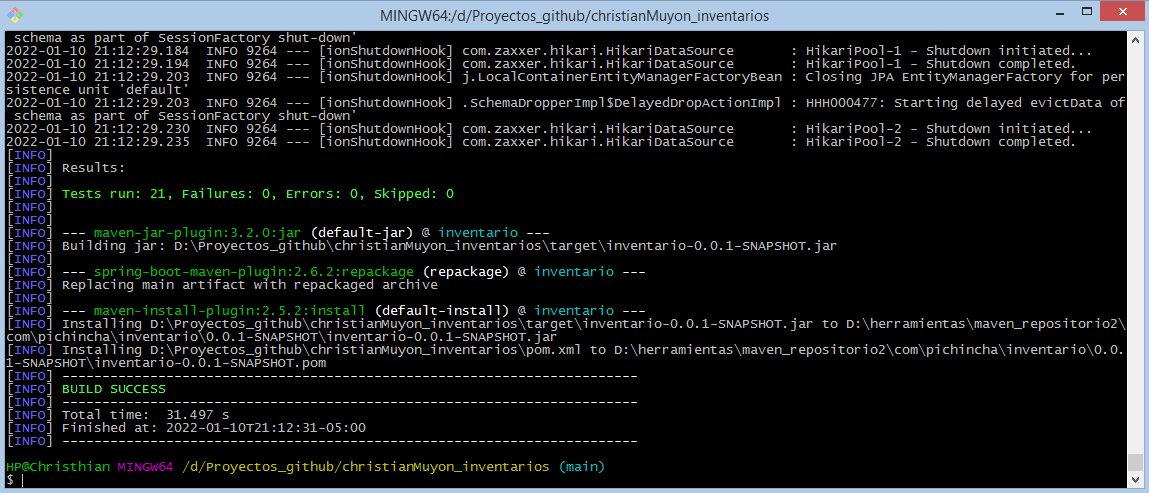 MINGW64:/d/Proyectos_github/christianMuyon_inventarios
 schema as part of SessionFactory shut-down'
2022-01-10 21:12:29.184  INFO 9264 --- [ionShutdownHook] com.zaxxer.hikari.HikariDataSource       : HikariPool-1 - Shutdown initiated...
2022-01-10 21:12:29.194  INFO 9264 --- [ionShutdownHook] com.zaxxer.hikari.HikariDataSource       : HikariPool-1 - Shutdown completed.
2022-01-10 21:12:29.203  INFO 9264 --- [ionShutdownHook] j.LocalContainerEntityManagerFactoryBean : Closing JPA EntityManagerFactory for per
sistence unit 'default'
2022-01-10 21:12:29.203  INFO 9264 --- [ionShutdownHook] .SchemaDropperImpl$DelayedDropActionImpl : HHH000477: Starting delayed evictData of
 schema as part of SessionFactory shut-down'
2022-01-10 21:12:29.230  INFO 9264 --- [ionShutdownHook] com.zaxxer.hikari.HikariDataSource       : HikariPool-2 - Shutdown initiated...
2022-01-10 21:12:29.235  INFO 9264 --- [ionShutdownHook] com.zaxxer.hikari.HikariDataSource       : HikariPool-2 - Shutdown completed.
[INFO]
[INFO] Results:
[INFO]
[INFO] Tests run: 21, Failures: 0, Errors: 0, Skipped: 0
[INFO]
[INFO]
[INFO] --- maven-jar-plugin:3.2.0:jar (default-jar) @ inventario ---
[INFO] Building jar: D:\Proyectos_github\christianMuyon_inventarios\target\inventario-0.0.1-SNAPSHOT.jar
[INFO]
[INFO] --- spring-boot-maven-plugin:2.6.2:repackage (repackage) @ inventario ---
[INFO] Replacing main artifact with repackaged archive
[INFO]
[INFO] --- maven-install-plugin:2.5.2:install (default-install) @ inventario ---
[INFO] Installing D:\Proyectos_github\christianMuyon_inventarios\target\inventario-0.0.1-SNAPSHOT.jar to D:\herramientas\maven_repositorio2\
com\pichincha\inventario\0.0.1-SNAPSHOT\inventario-0.0.1-SNAPSHOT.jar
[INFO] Installing D:\Proyectos_github\christianMuyon_inventarios\pom.xml to D:\herramientas\maven_repositorio2\com\pichincha\inventario\0.0.
1-SNAPSHOT\inventario-0.0.1-SNAPSHOT.pom
[INFO] ------------------------------------------------------------------------
[INFO] BUILD SUCCESS
[INFO] ------------------------------------------------------------------------
[INFO] Total time:  31.497 s
[INFO] Finished at: 2022-01-10T21:12:31-05:00
[INFO] ------------------------------------------------------------------------
HP@Christhian MINGW64 /d/Proyectos_github/christianMuyon_inventarios (main)
$